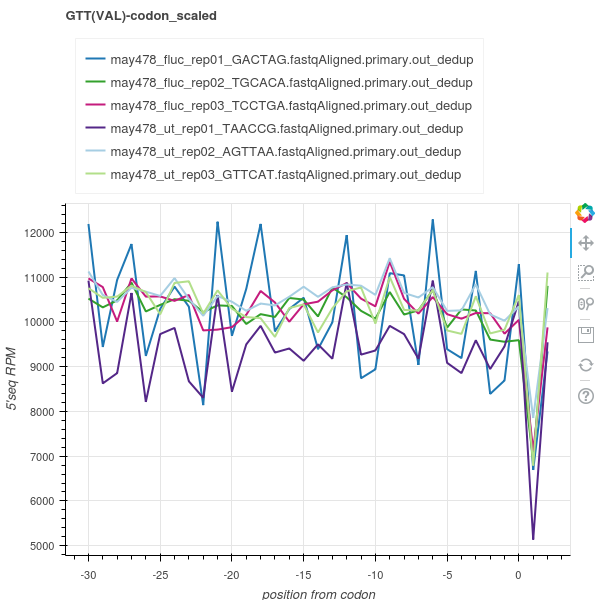 GTT(VAL)-codon_scaled
may478_fluc_rep01_GACTAG.fastqAligned.primary.out_dedup
may478_fluc_rep02_TGCACA.fastqAligned.primary.out_dedup
may478_fluc_rep03_TCCTGA.fastqAligned.primary.out_dedup
may478_ut_rep01_TAACCG.fastqAligned.primary.out_dedup
may478_ut_rep02_AGTTAA.fastqAligned.primary.out_dedup
may478_ut_rep03_GTTCAT.fastqAligned.primary.out_dedup
12000
11000
10000
9000
8000
7000
6000
5000
5'seq RPM
-30 -25 -20 -15 -10 -5 0
position from codon